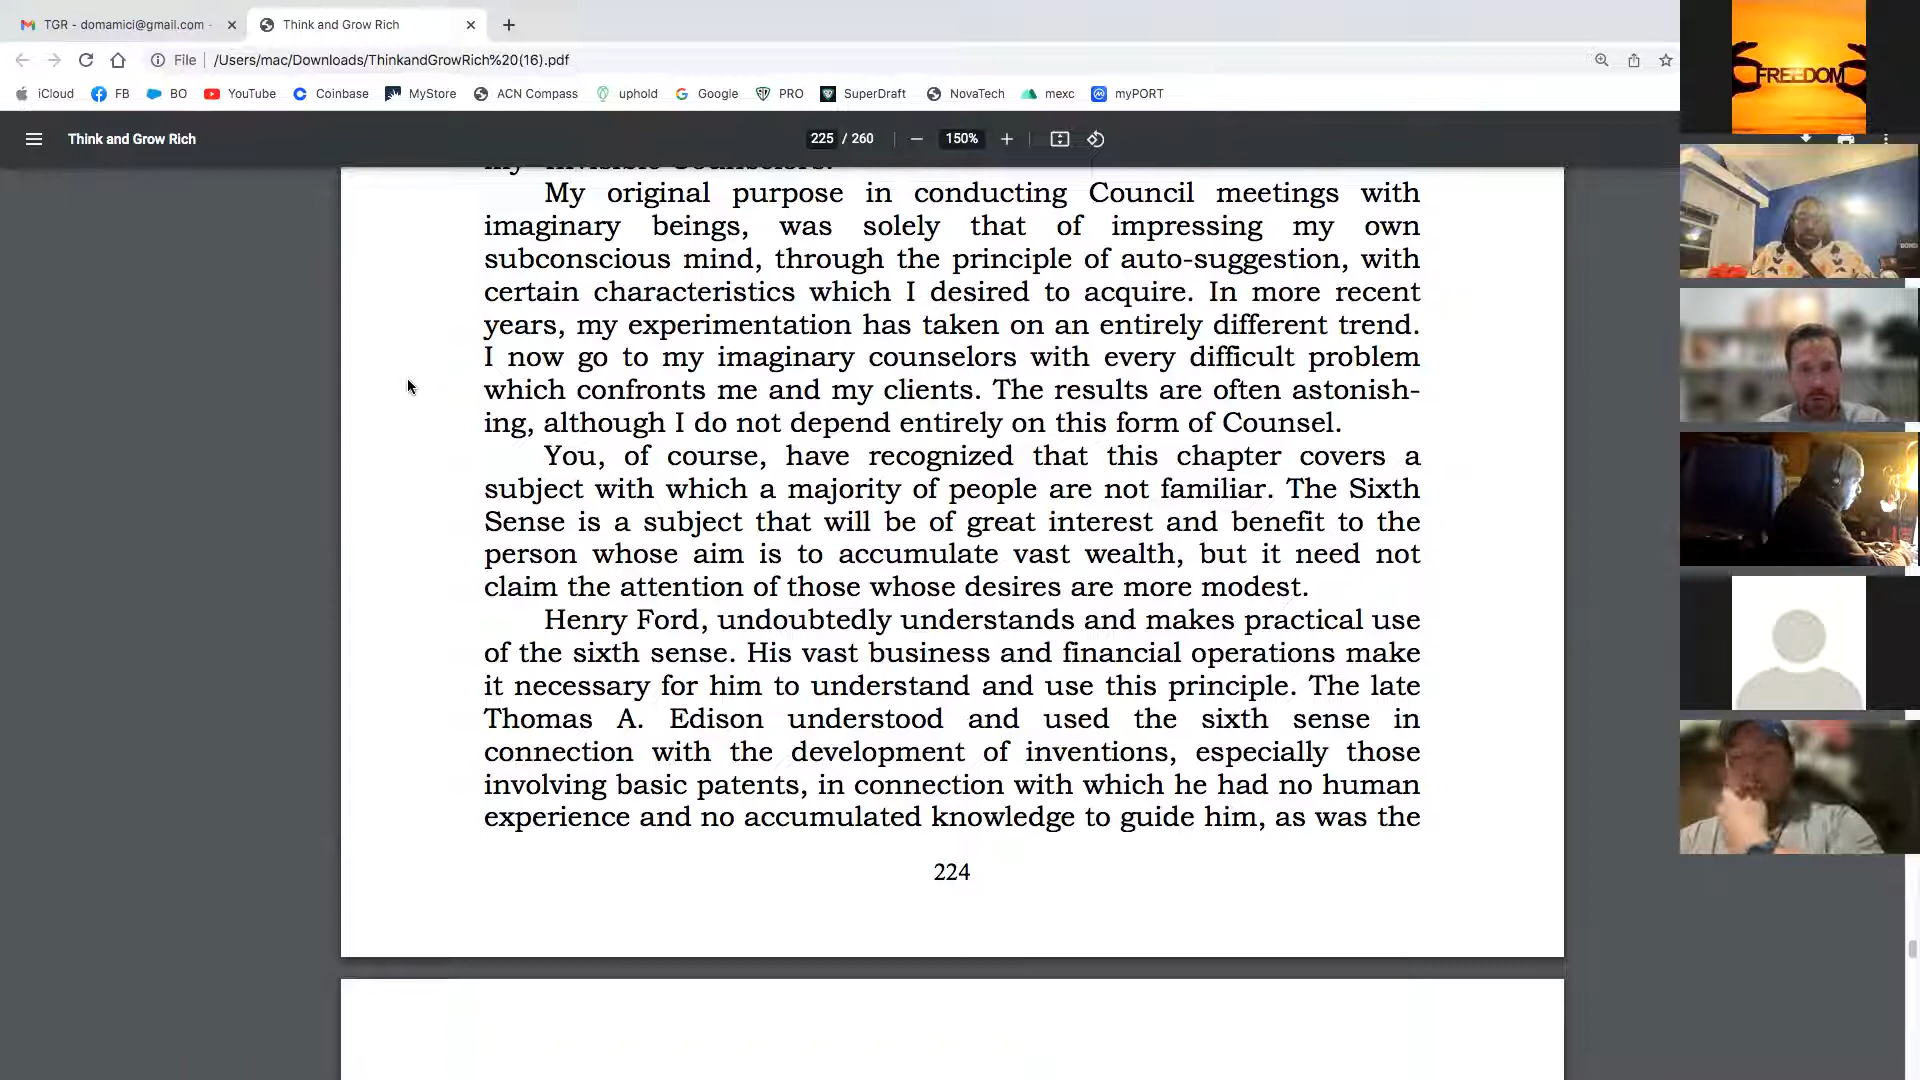 TGR - domamici@gmail.com -
Think and Grow Rich
File
/Users/mac/Downloads/ThinkandGrowRich%20(16).pdf
iCloud FB BO YouTube Coinbase MyStore ACN Compass uphold Google PRO SuperDraft NovaTech mexc myPORT
Think and Grow Rich
225 / 260
150%
FREEDOM
my "Invisible Counselors."
My original purpose in conducting Council meetings with
imaginary beings, was solely that of impressing my own
subconscious mind, through the principle of auto-suggestion, with
certain characteristics which I desired to acquire. In more recent
years, my experimentation has taken on an entirely different trend.
I now go to my imaginary counselors with every difficult problem
which confronts me and my clients. The results are often astonish-
ing, although I do not depend entirely on this form of Counsel.
You, of course, have recognized that this chapter covers a
subject with which a majority of people are not familiar. The Sixth
Sense is a subject that will be of great interest and benefit to the
person whose aim is to accumulate vast wealth, but it need not
claim the attention of those whose desires are more modest.
Henry Ford, undoubtedly understands and makes practical use
of the sixth sense. His vast business and financial operations make
it necessary for him to understand and use this principle. The late
Thomas A. Edison understood and used the sixth sense in
connection with the development of inventions, especially those
involving basic patents, in connection with which he had no human
experience and no accumulated knowledge to guide him, as was the
224